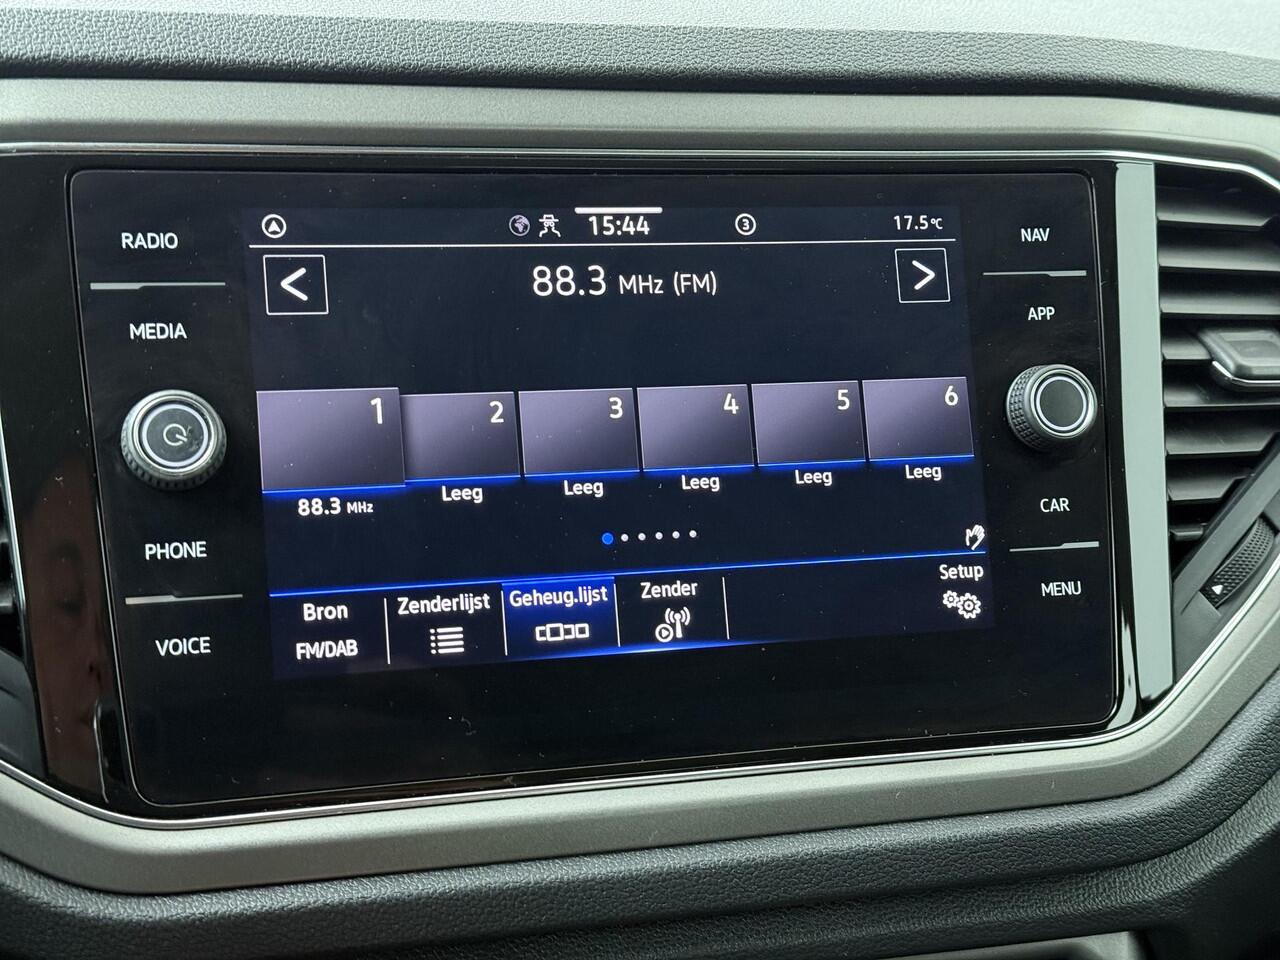 RADIO
MEDIA
PHONE
VOICE
15:44
3
17.5°C
<
88.3 MHz (FM)
>
1
2
3
4
5
6
88.3 MHz
Leeg
Leeg
Leeg
Leeg
Leeg
Bron
FM/DAB
Zenderlijst
Geheug.lijst
Zender
Setup
NAV
APP
CAR
MENU